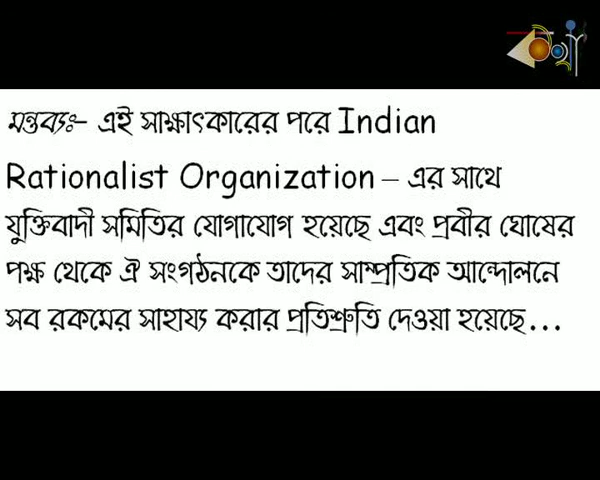 মন্তব্যঃ– এই সাক্ষাৎকারের পরে Indian
Rationalist Organization – এর সাথে
যুক্তিবাদী সমিতির যোগাযোগ হয়েছে এবং প্রবীর ঘোষের
পক্ষ থেকে ঐ সংগঠনকে তাদের সাম্প্রতিক আন্দোলনে
সব রকমের সাহায্য করার প্রতিশ্রুতি দেওয়া হয়েছে...